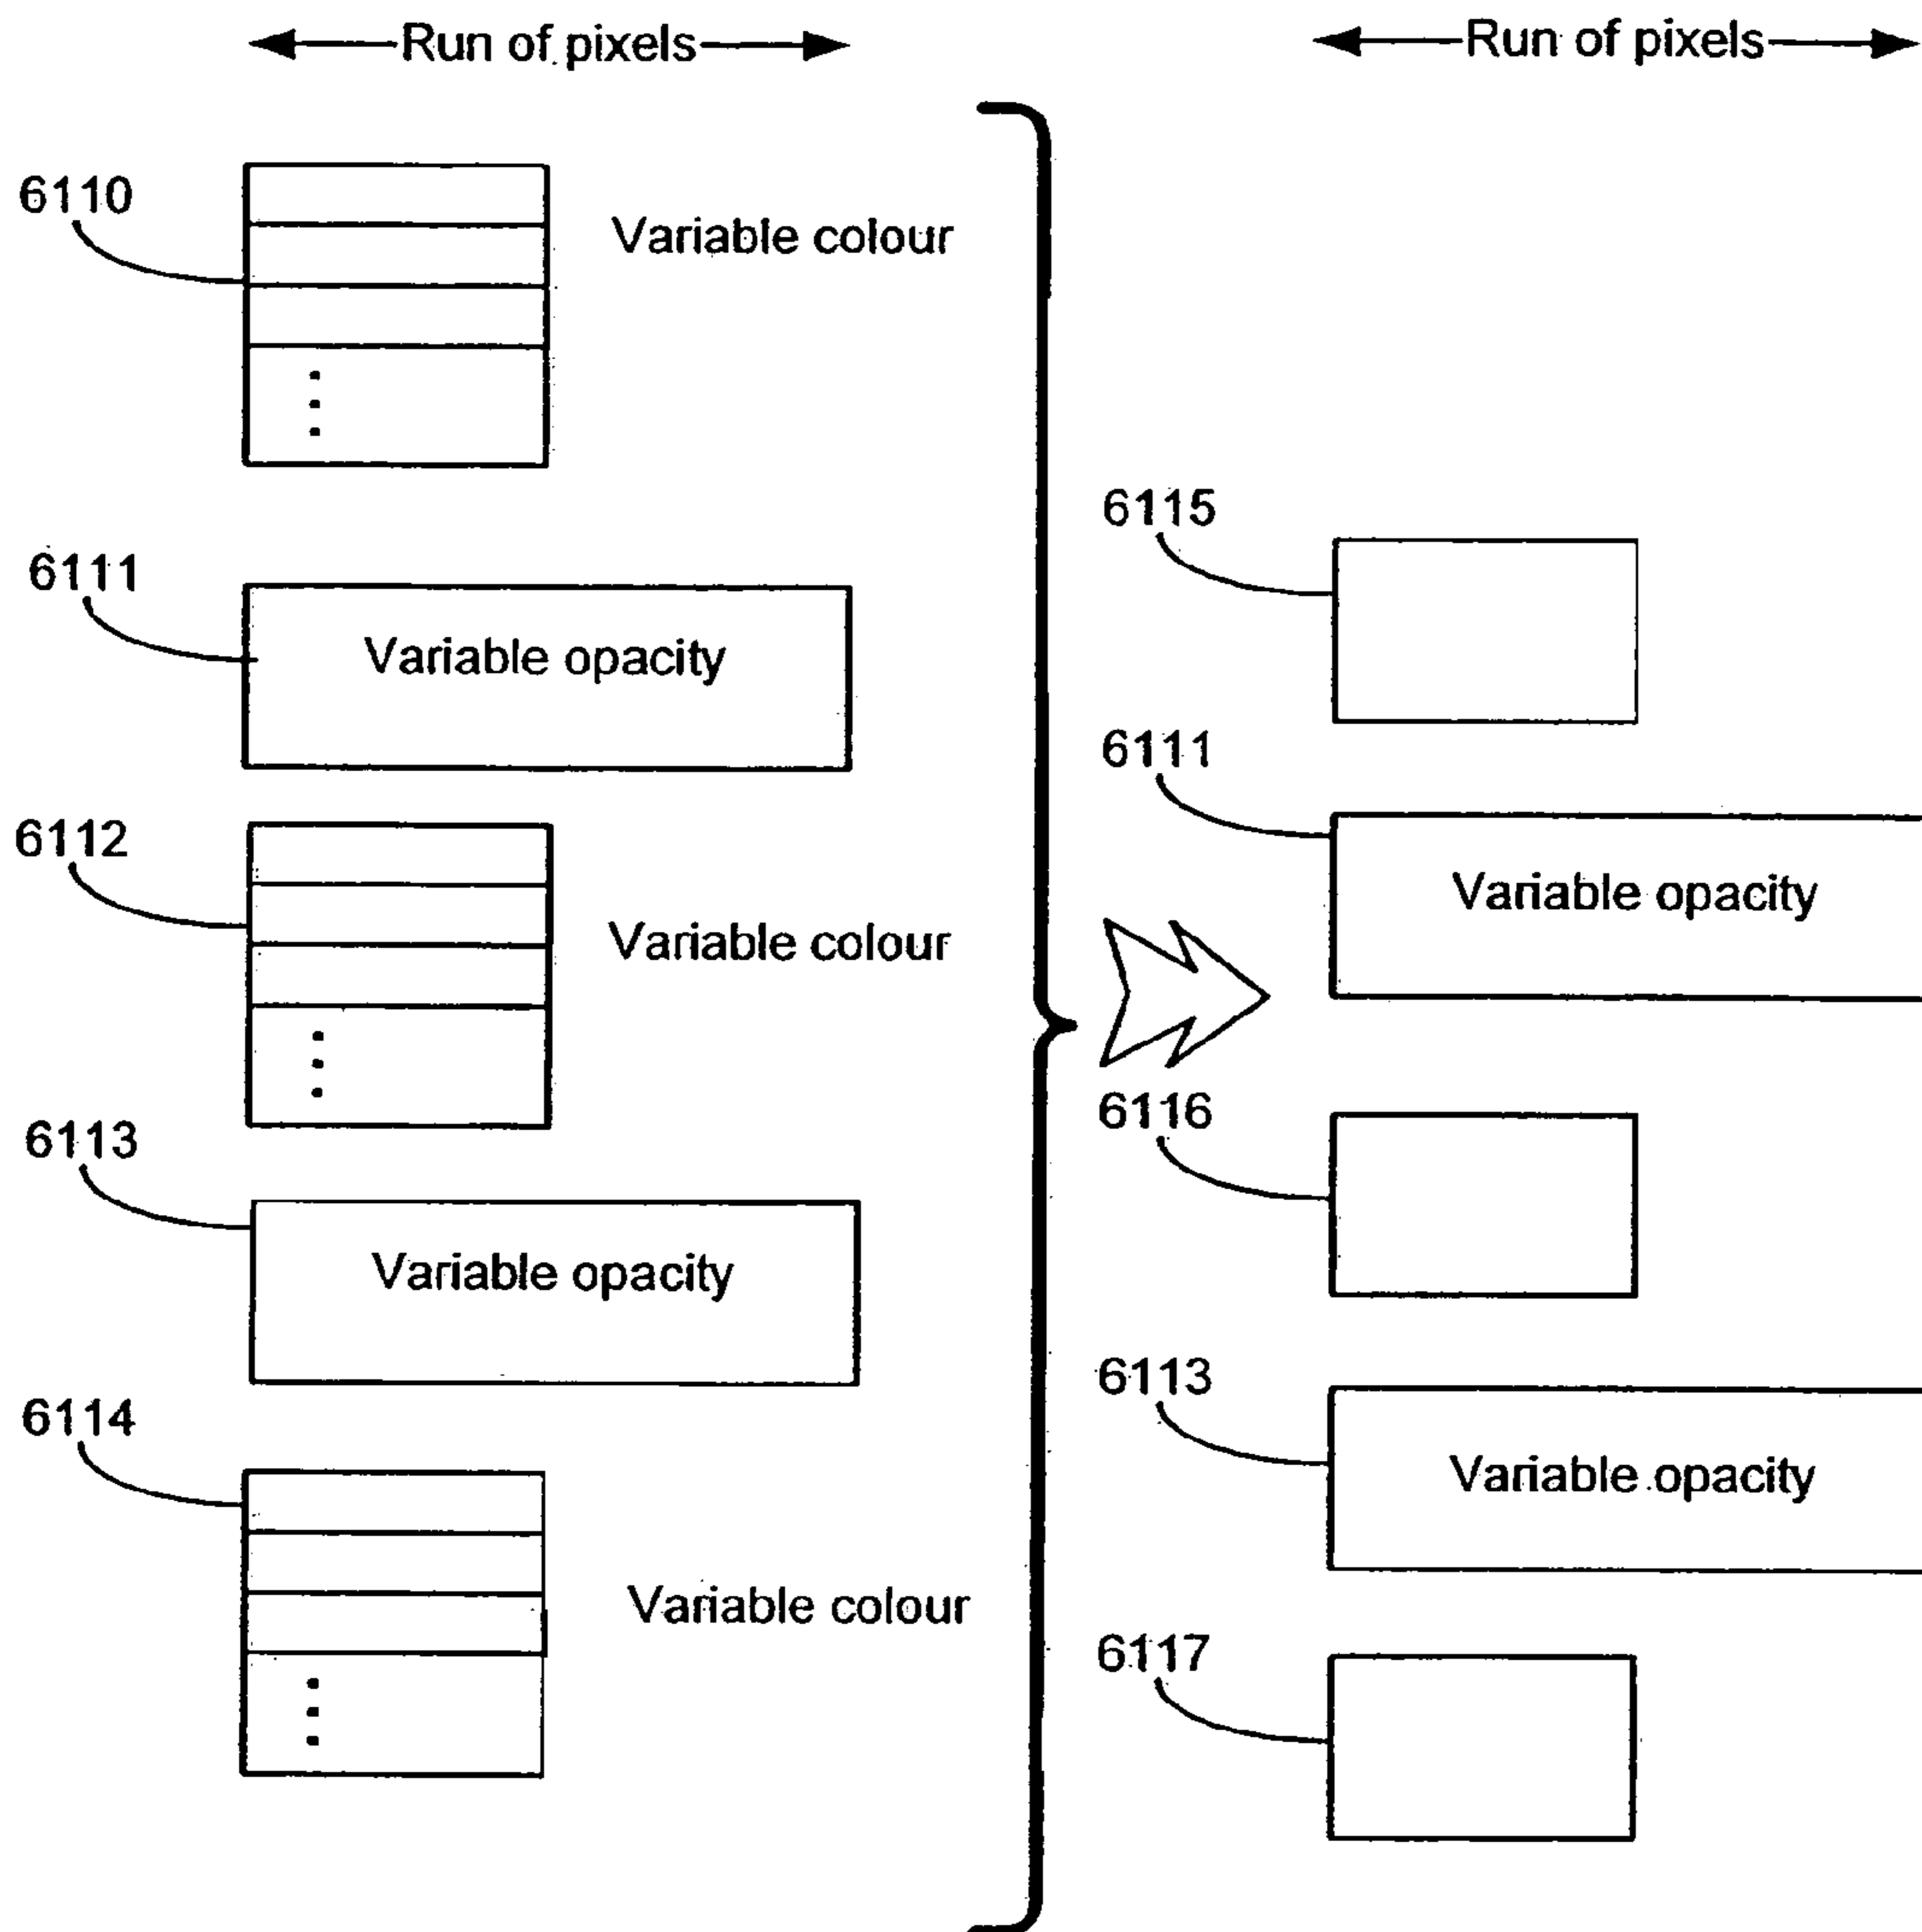 Run of pixels
6110
Variable colour
6111
Variable opacity
6112
Variable colour
6113
Variable opacity
6114
Variable colour
Run of pixels
6115
6111
Variable opacity
6116
6113
Variable opacity
6117